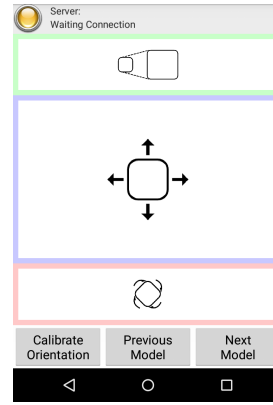 Server:
Waiting Connection
Calibrate
Orientation
Previous
Model
Next
Model